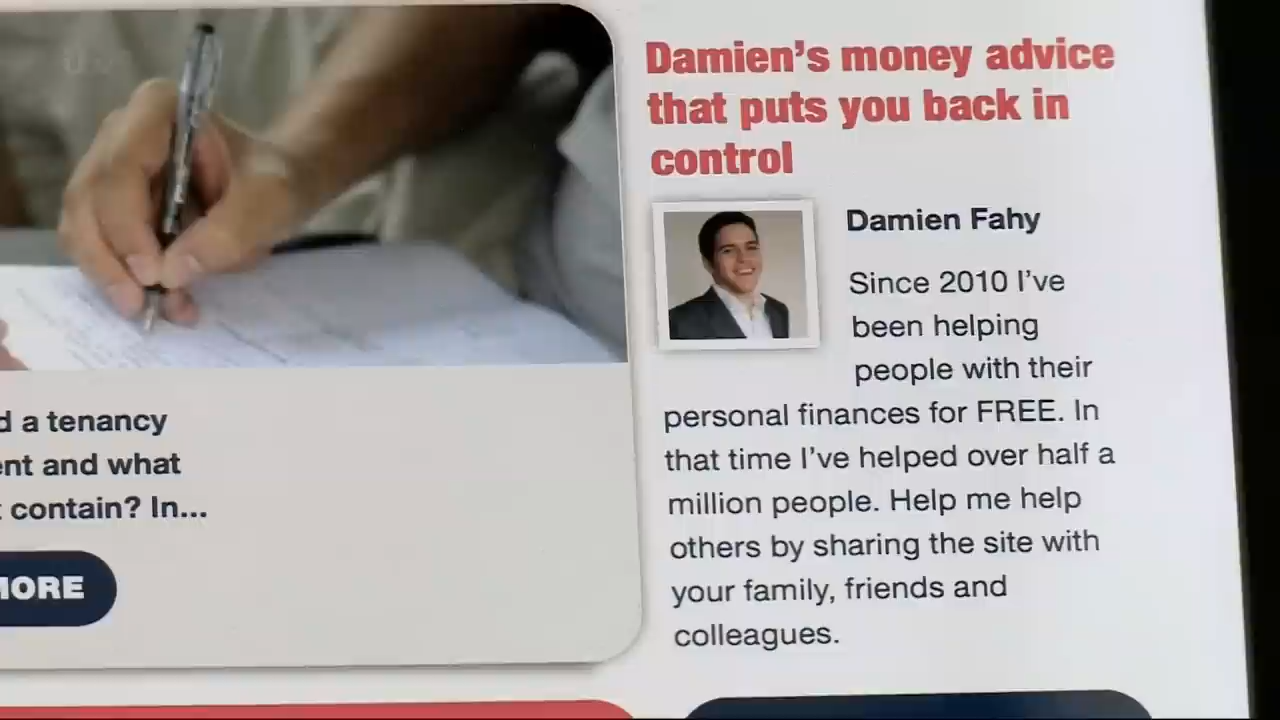 Damien's money advice
that puts you back in
control
Damien Fahy
Since 2010 I've
been helping
people with their
personal finances for FREE. In
that time I've helped over half a
million people. Help me help
others by sharing the site with
your family, friends and
colleagues.
a tenancy
and what
contain? In...
MORE